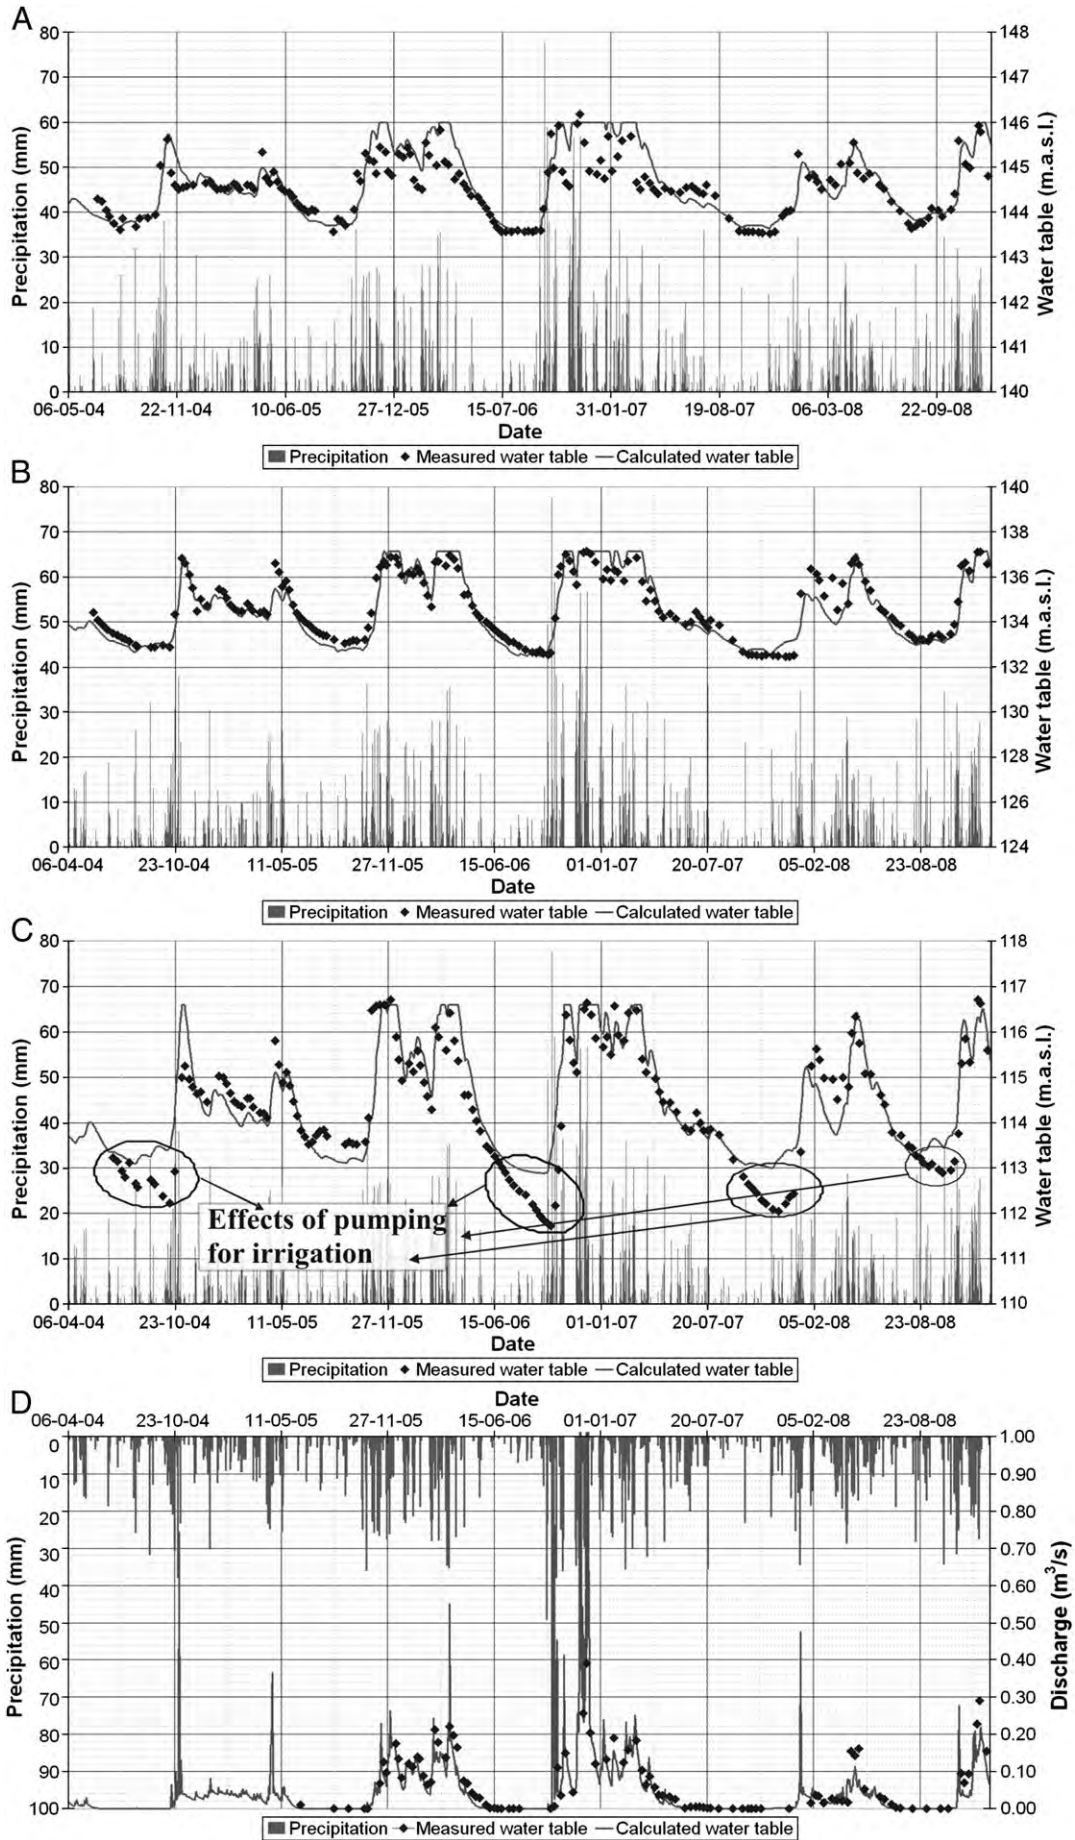 A
80
70
60
50
40
30
20
10
0
Precipitation (mm)
148
147
146
145
144
143
142
141
140
Water table (m.a.s.l.)
06-05-04 22-11-04 10-06-05 27-12-05 15-07-06 31-01-07 19-08-07 06-03-08 22-09-08
Date
Precipitation Measured water table Calculated water table
B
80
70
60
50
40
30
20
10
0
Precipitation (mm)
140
138
136
134
132
130
128
126
124
Water table (m.a.s.l.)
06-04-04 23-10-04 11-05-05 27-11-05 15-06-06 01-01-07 20-07-07 05-02-08 23-08-08
Date
Precipitation Measured water table Calculated water table
C
80
70
60
50
40
30
20
10
0
Precipitation (mm)
118
117
116
115
114
113
112
111
110
Water table (m.a.s.l.)
Effects of pumping
for irrigation
06-04-04 23-10-04 11-05-05 27-11-05 15-06-06 01-01-07 20-07-07 05-02-08 23-08-08
Date
Precipitation Measured water table Calculated water table
D
Date
06-04-04 23-10-04 11-05-05 27-11-05 15-06-06 01-01-07 20-07-07 05-02-08 23-08-08
0
10
20
30
40
50
60
70
80
90
100
Precipitation (mm)
1.00
0.90
0.80
0.70
0.60
0.50
0.40
0.30
0.20
0.10
0.00
Discharge (m³/s)
Precipitation Measured water table Calculated water table